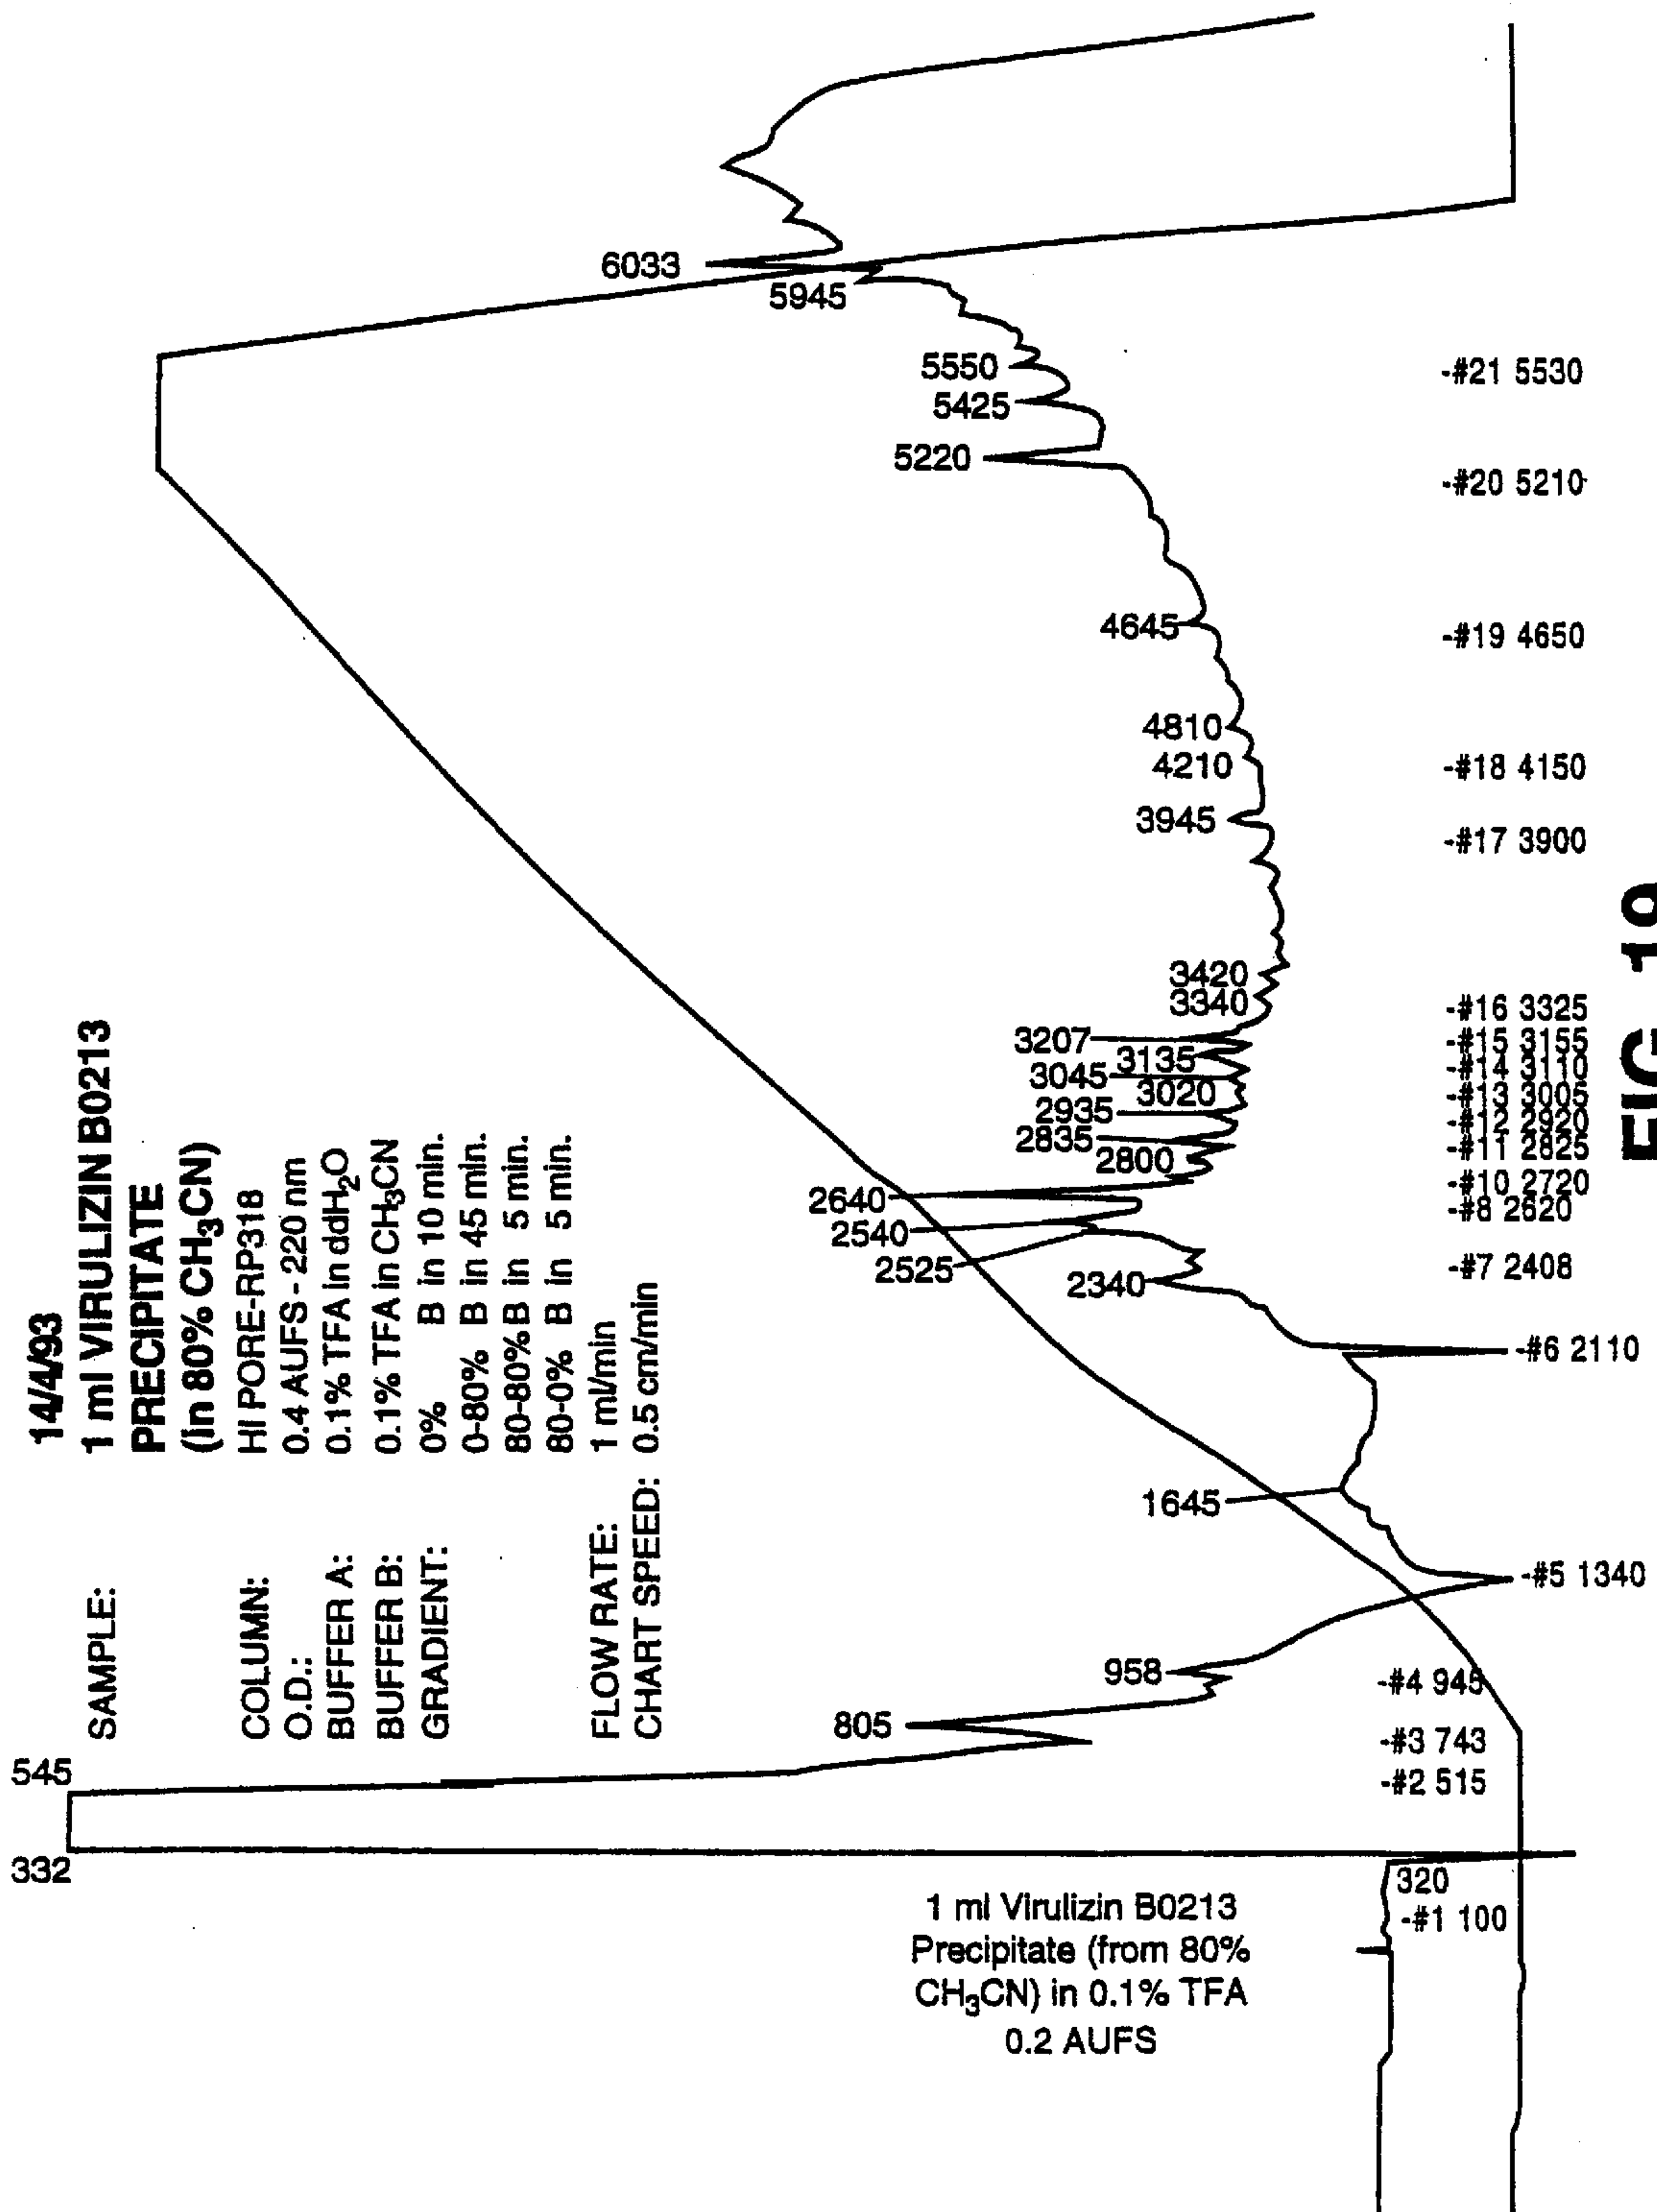 14/4/93
SAMPLE: 1 ml VIRULIZIN B0213
PRECIPITATE
(in 80% CH₃CN)
COLUMN: HI PORE-RP318
O.D.: 0.4 AUFS - 220 nm
BUFFER A: 0.1% TFA in ddH₂O
BUFFER B: 0.1% TFA in CH₃CN
GRADIENT: 0% B in 10 min.
0-80% B in 45 min.
80-80% B in 5 min.
80-0% B in 5 min.
FLOW RATE: 1 ml/min
CHART SPEED: 0.5 cm/min
6033
5945
5550
5425
5220
4645
4810
4210
3945
3420
3340
3207
3135
3045
3020
2935
2835
2800
2640
2540
2525
2340
1645
958
805
545
332
320
-#21 5530
-#20 5210
-#19 4650
-#18 4150
-#17 3900
-#16 3325
-#15 3155
-#14 3110
-#13 3005
-#12 2920
-#11 2825
-#10 2720
-#8 2620
-#7 2408
-#6 2110
-#5 1340
-#4 945
-#3 743
-#2 515
-#1 100
1 ml Virulizin B0213
Precipitate (from 80%
CH₃CN) in 0.1% TFA
0.2 AUFS
FIG